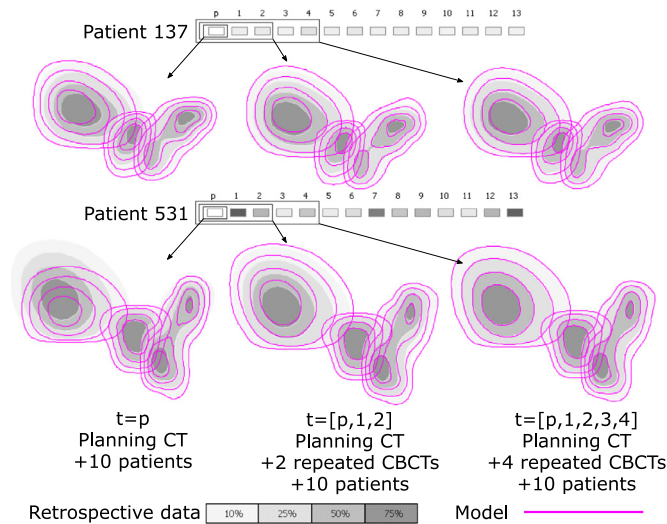 p 1 2 3 4 5 6 7 8 9 10 11 12 13
Patient 137
p 1 2 3 4 5 6 7 8 9 10 11 12 13
Patient 531
t=p
Planning CT
+10 patients
t=[p,1,2]
Planning CT
+2 repeated CBCTs
+10 patients
t=[p,1,2,3,4]
Planning CT
+4 repeated CBCTs
+10 patients
Retrospective data 10% 25% 50% 75% Model